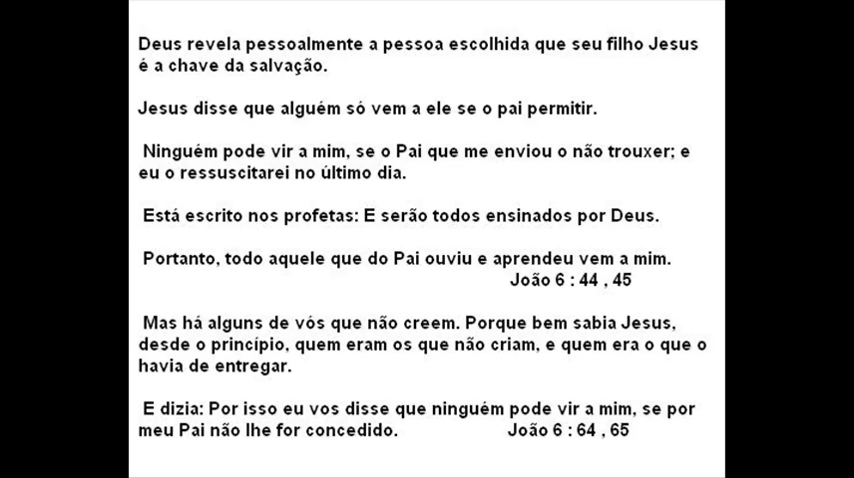 Deus revela pessoalmente a pessoa escolhida que seu filho Jesus
é a chave da salvação.
Jesus disse que alguém só vem a ele se o pai permitir.
Ninguém pode vir a mim, se o Pai que me enviou o não trouxer; e
eu o ressuscitarei no último dia.
Está escrito nos profetas: E serão todos ensinados por Deus.
Portanto, todo aquele que do Pai ouviu e aprendeu vem a mim.
João 6 : 44 , 45
Mas há alguns de vós que não creem. Porque bem sabia Jesus,
desde o princípio, quem eram os que não criam, e quem era o que o
havia de entregar.
E dizia: Por isso eu vos disse que ninguém pode vir a mim, se por
meu Pai não lhe for concedido. João 6 : 64 , 65